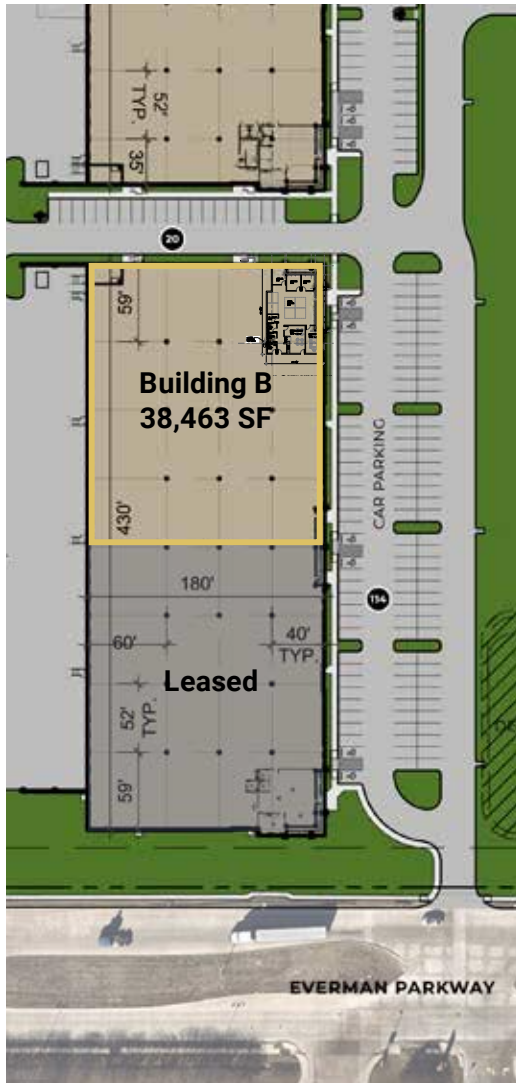 52'
TYP.
35'
20
59'
Building B
38,463 SF
430'
CAR PARKING
180'
114
60'
40'
TYP.
Leased
52'
TYP.
59'
EVERMAN PARKWAY